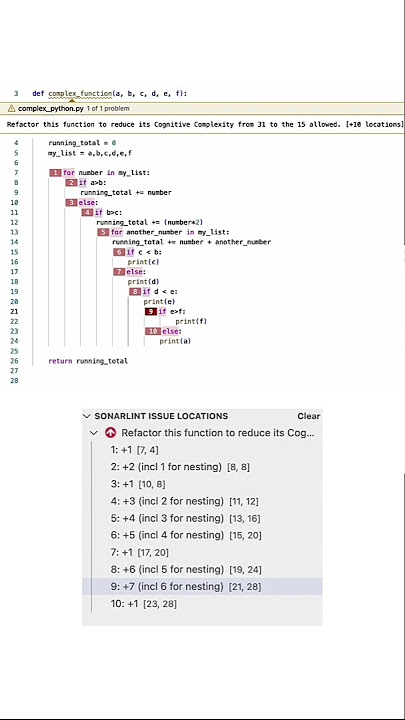 3 def complex_function(a, b, c, d, e, f):
complex_python.py 1 of 1 problem
Refactor this function to reduce its Cognitive Complexity from 31 to the 15 allowed. [+10 locations]
4 running_total = 0
5 my_list = a,b,c,d,e,f
6
7 1 for number in my_list:
8 2 if a>b:
9 running_total += number
10 3 else:
11 4 if b>c:
12 running_total += (number*2)
13 5 for another_number in my_list:
14 running_total += number + another_number
15 6 if c < b:
16 print(c)
17 7 else:
18 print(d)
19 8 if d < e:
20 print(e)
21 9 if e>f:
22 print(f)
23 10 else:
24 print(a)
25
26 return running_total
27
28
SONARLINT ISSUE LOCATIONS Clear
Refactor this function to reduce its Cog...
1: +1 [7, 4]
2: +2 (incl 1 for nesting) [8, 8]
3: +1 [10, 8]
4: +3 (incl 2 for nesting) [11, 12]
5: +4 (incl 3 for nesting) [13, 16]
6: +5 (incl 4 for nesting) [15, 20]
7: +1 [17, 20]
8: +6 (incl 5 for nesting) [19, 24]
9: +7 (incl 6 for nesting) [21, 28]
10: +1 [23, 28]